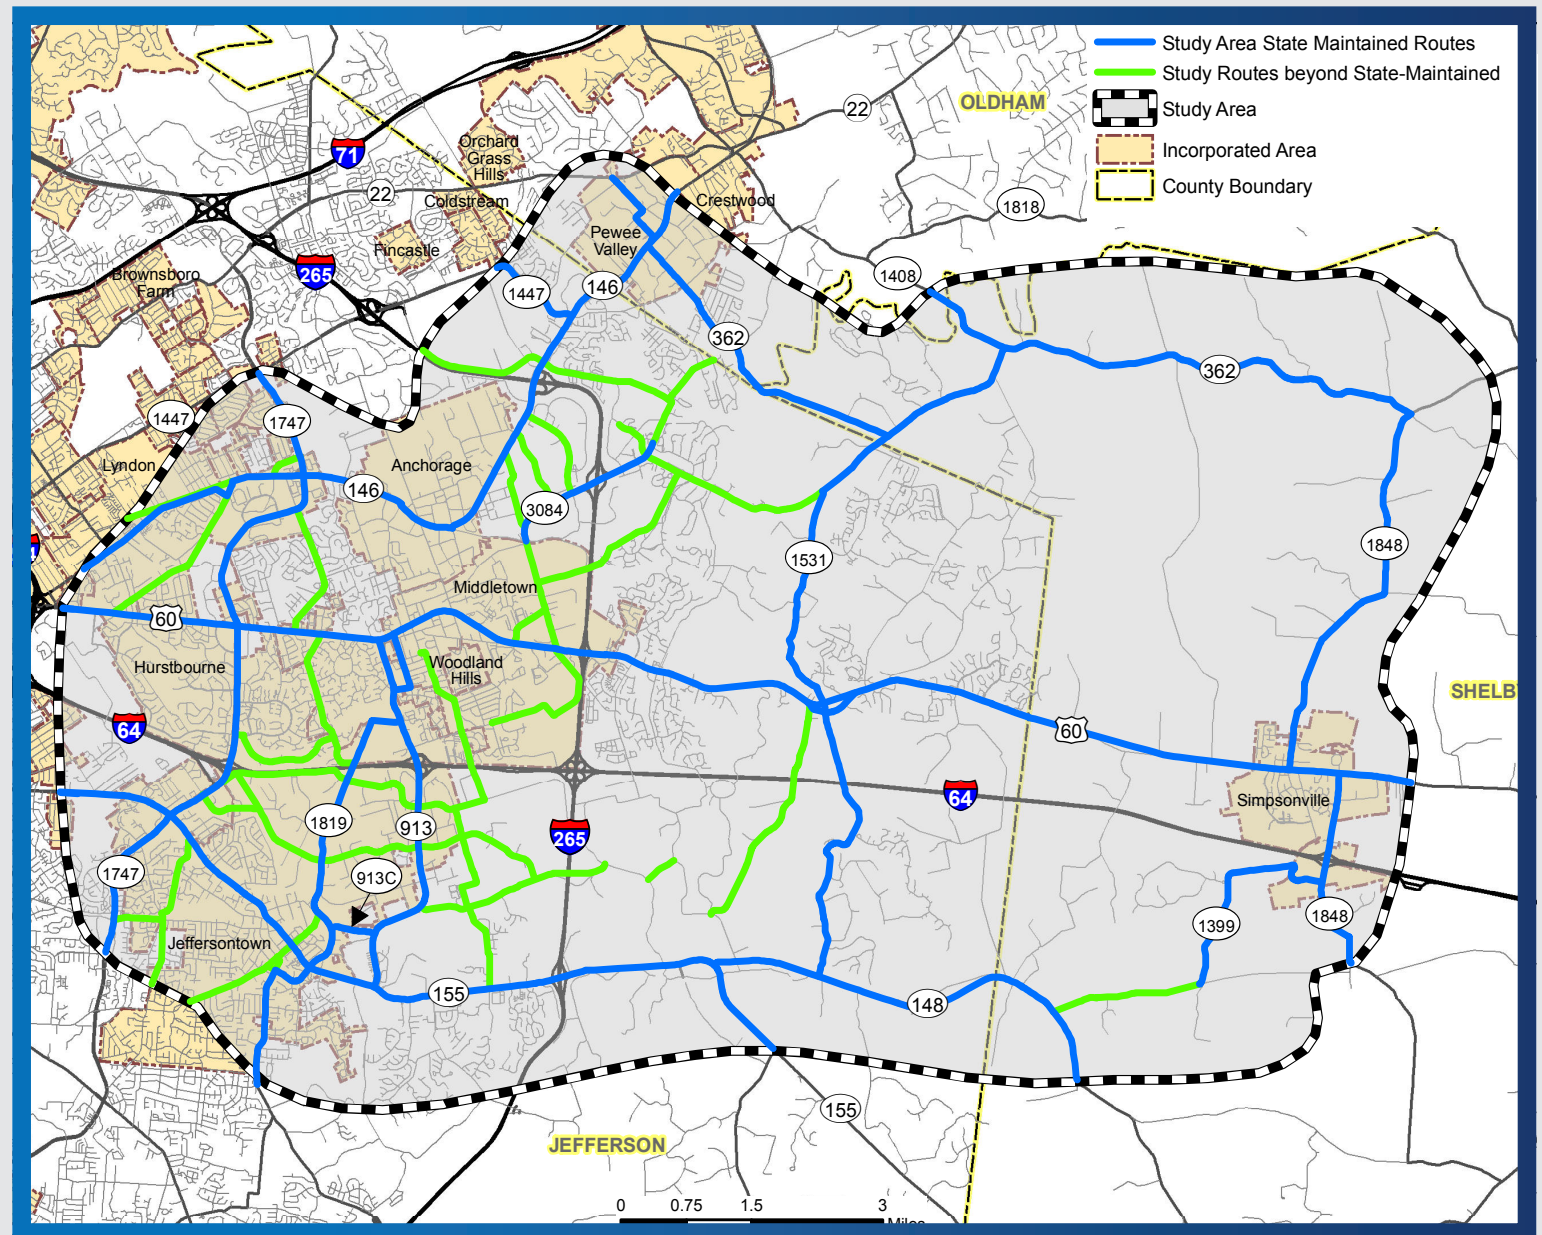 Study Area State Maintained Routes
Study Routes beyond State-Maintained
Study Area
Incorporated Area
County Boundary
OLDHAM
22
71
Orchard
Grass
Hills
22
Coldstream
Crestwood
1818
Pewee
Valley
Fincastle
265
Brownsboro
Farm
1408
1447
146
362
362
1447
1747
Lyndon
Anchorage
146
3084
1848
1531
Middletown
60
Hurstbourne
Woodland
Hills
SHELB
64
60
64
Simpsonville
1819
913
265
1747
913C
1848
1399
Jeffersontown
155
148
155
JEFFERSON
0 0.75 1.5 3
Miles